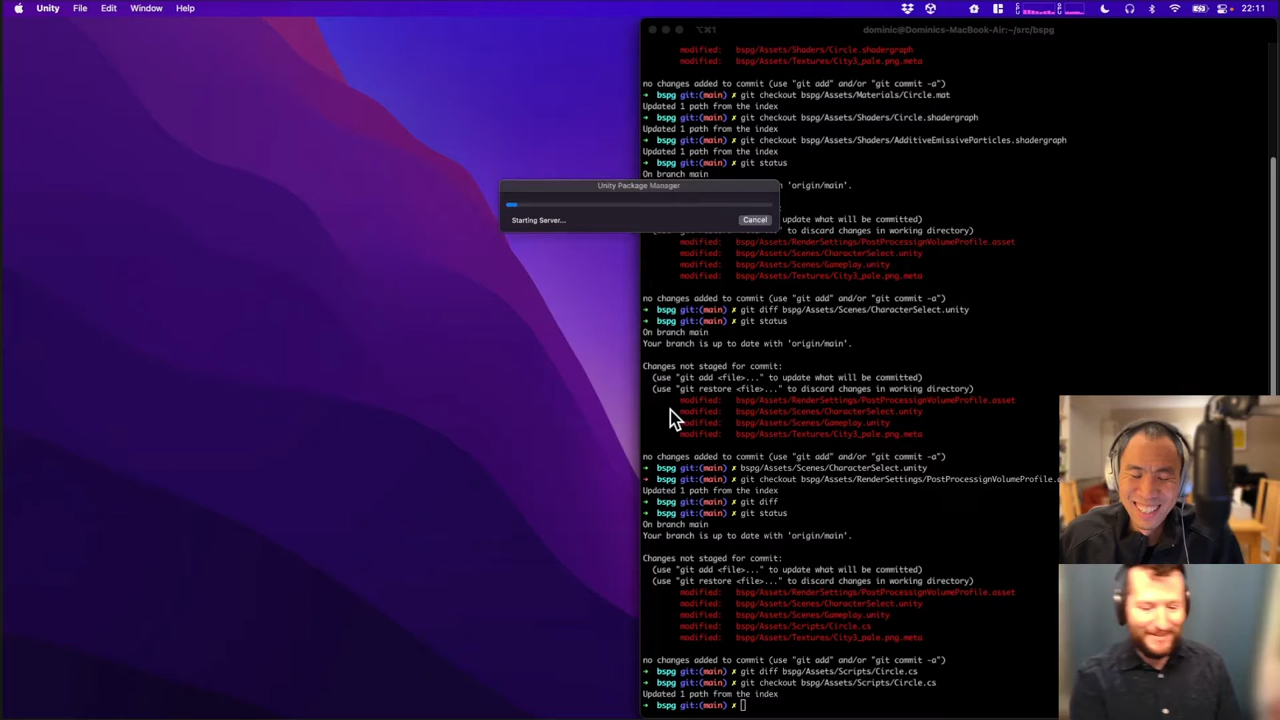 Unity File Edit Window Help 22:11
⌥⌘1 dominic@Dominics-MacBook-Air:~/src/bspg
modified: bspg/Assets/Shaders/Circle.shadergraph
modified: bspg/Assets/Textures/City3_pale.png.meta
no changes added to commit (use "git add" and/or "git commit -a")
➜ bspg git:(main) ✗ git checkout bspg/Assets/Materials/Circle.mat
Updated 1 path from the index
➜ bspg git:(main) ✗ git checkout bspg/Assets/Shaders/Circle.shadergraph
Updated 1 path from the index
➜ bspg git:(main) ✗ git checkout bspg/Assets/Shaders/AdditiveEmissiveParticles.shadergraph
Updated 1 path from the index
➜ bspg git:(main) ✗ git status
On branch main
Unity Package Manager
'origin/main'.
Starting Server...
Cancel
update what will be committed)
to discard changes in working directory)
modified: bspg/Assets/RenderSettings/PostProcessignVolumeProfile.asset
modified: bspg/Assets/Scenes/CharacterSelect.unity
modified: bspg/Assets/Scenes/Gameplay.unity
modified: bspg/Assets/Textures/City3_pale.png.meta
no changes added to commit (use "git add" and/or "git commit -a")
➜ bspg git:(main) ✗ git diff bspg/Assets/Scenes/CharacterSelect.unity
➜ bspg git:(main) ✗ git status
On branch main
Your branch is up to date with 'origin/main'.
Changes not staged for commit:
(use "git add <file>..." to update what will be committed)
(use "git restore <file>..." to discard changes in working directory)
modified: bspg/Assets/RenderSettings/PostProcessignVolumeProfile.asset
modified: bspg/Assets/Scenes/CharacterSelect.unity
modified: bspg/Assets/Scenes/Gameplay.unity
modified: bspg/Assets/Textures/City3_pale.png.meta
no changes added to commit (use "git add" and/or "git commit -a")
➜ bspg git:(main) ✗ bspg/Assets/Scenes/CharacterSelect.unity
➜ bspg git:(main) ✗ git checkout bspg/Assets/RenderSettings/PostProcessignVolumeProfile.
Updated 1 path from the index
➜ bspg git:(main) ✗ git diff
➜ bspg git:(main) ✗ git status
On branch main
Your branch is up to date with 'origin/main'.
Changes not staged for commit:
(use "git add <file>..." to update what will be committed)
(use "git restore <file>..." to discard changes in working directory)
modified: bspg/Assets/RenderSettings/PostProcessignVolumeProfile.asset
modified: bspg/Assets/Scenes/CharacterSelect.unity
modified: bspg/Assets/Scenes/Gameplay.unity
modified: bspg/Assets/Scripts/Circle.cs
modified: bspg/Assets/Textures/City3_pale.png.meta
no changes added to commit (use "git add" and/or "git commit -a")
➜ bspg git:(main) ✗ git diff bspg/Assets/Scripts/Circle.cs
➜ bspg git:(main) ✗ git checkout bspg/Assets/Scripts/Circle.cs
Updated 1 path from the index
➜ bspg git:(main) ✗